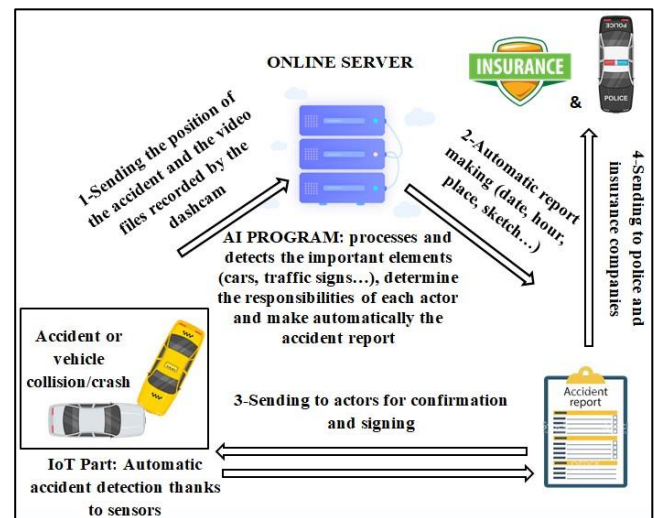 ONLINE SERVER
INSURANCE
&
POLICE
POLICE
1-Sending the position of
the accident and the video
files recorded by the
dashcam
2-Automatic report
making (date, hour,
place, sketch…)
4-Sending to police and
insurance companies
AI PROGRAM: processes and
detects the important elements
(cars, traffic signs…), determine
the responsibilities of each actor
and make automatically the
accident report
Accident or
vehicle
collision/crash
3-Sending to actors for confirmation
and signing
Accident
report
IoT Part: Automatic
accident detection thanks
to sensors